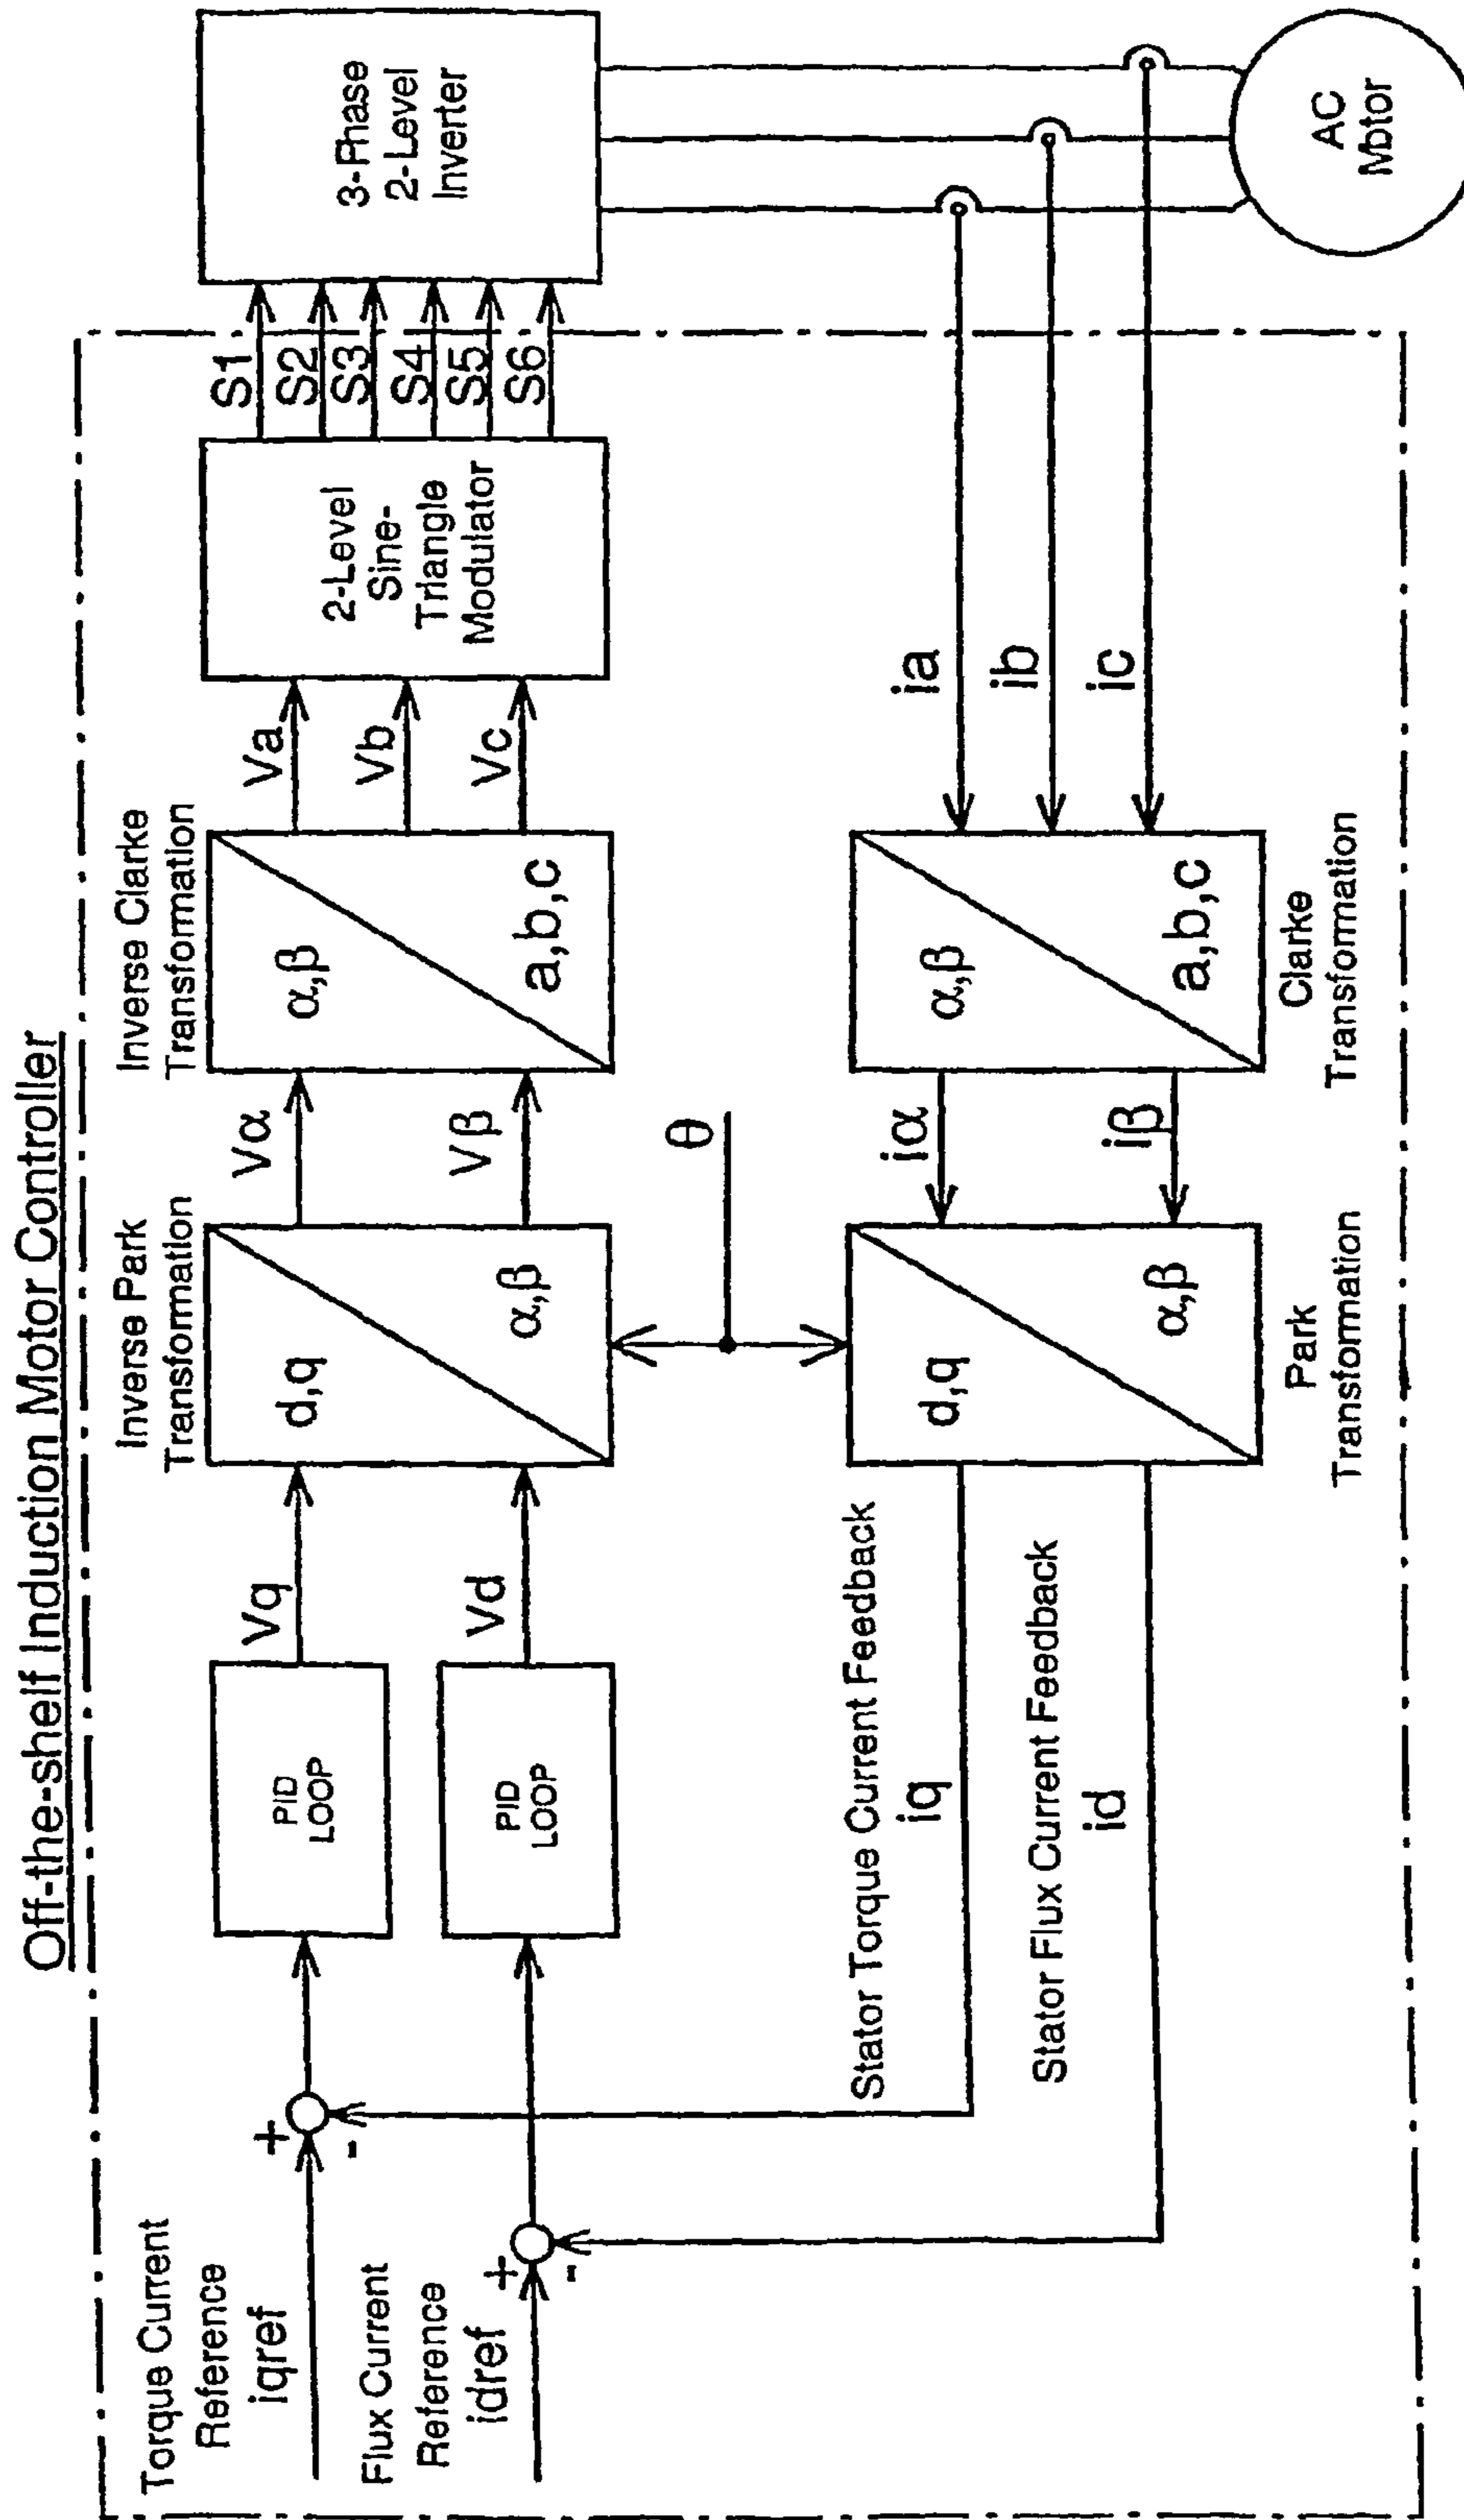 Off-the-shelf Induction Motor Controller
Torque Current
Reference
iqref
+
-
Flux Current
Reference
idref
+
-
PID
LOOP
PID
LOOP
Vq
Vd
Inverse Park
Transformation
d,q
α,β
Vα
Vβ
Inverse Clarke
Transformation
α,β
a,b,c
Va
Vb
Vc
2-Level
Sine-
Triangle
Modulator
S1
S2
S3
S4
S5
S6
3-Phase
2-Level
Inverter
θ
Stator Torque Current Feedback
iq
Stator Flux Current Feedback
id
d,q
α,β
Park
Transformation
iα
iβ
α,β
a,b,c
Clarke
Transformation
ia
ib
ic
AC
Motor